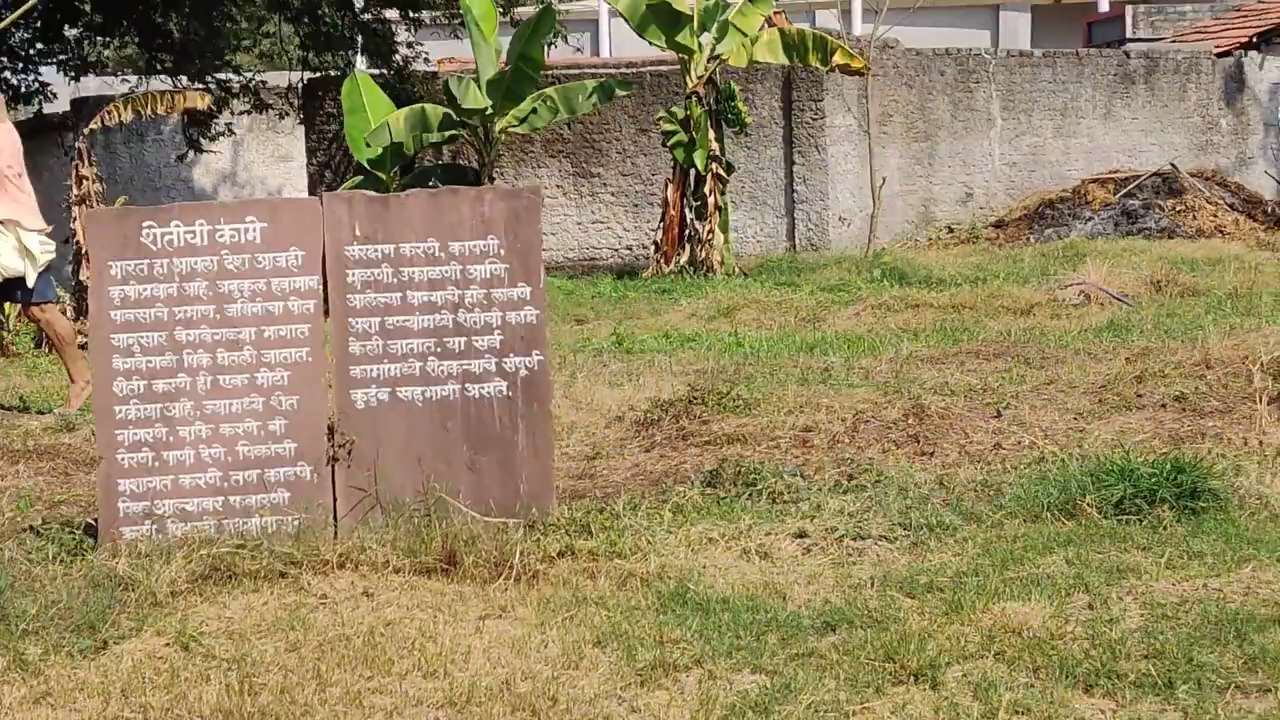 शेतीची कामे
भारत हा आपला देश आजही
कृषीप्रधान आहे. अनुकूल हवामान,
पावसाचे प्रमाण, जमिनीचा पोत
यानुसार वेगवेगळ्या भागात
वेगवेगळी पिके घेतली जातात.
शेती करणे ही एक मोठी
प्रक्रीया आहे, ज्यामध्ये शेत
नांगरणे, वाफे करणे, बी
पेरणे, पाणी देणे, पिकांची
मशागत करणे, तण काढणे,
पिक आल्यावर फवारणी
करणे, पिकाचे
संरक्षण करणे, कापणी,
मळणी, उफाळणी आणि
आलेल्या धान्याचे हारे लावणे
अशा टप्प्यांमध्ये शेतीची कामे
केली जातात. या सर्व
कामांमध्ये शेतकऱ्याचे संपूर्ण
कुटुंब सहभागी असते.